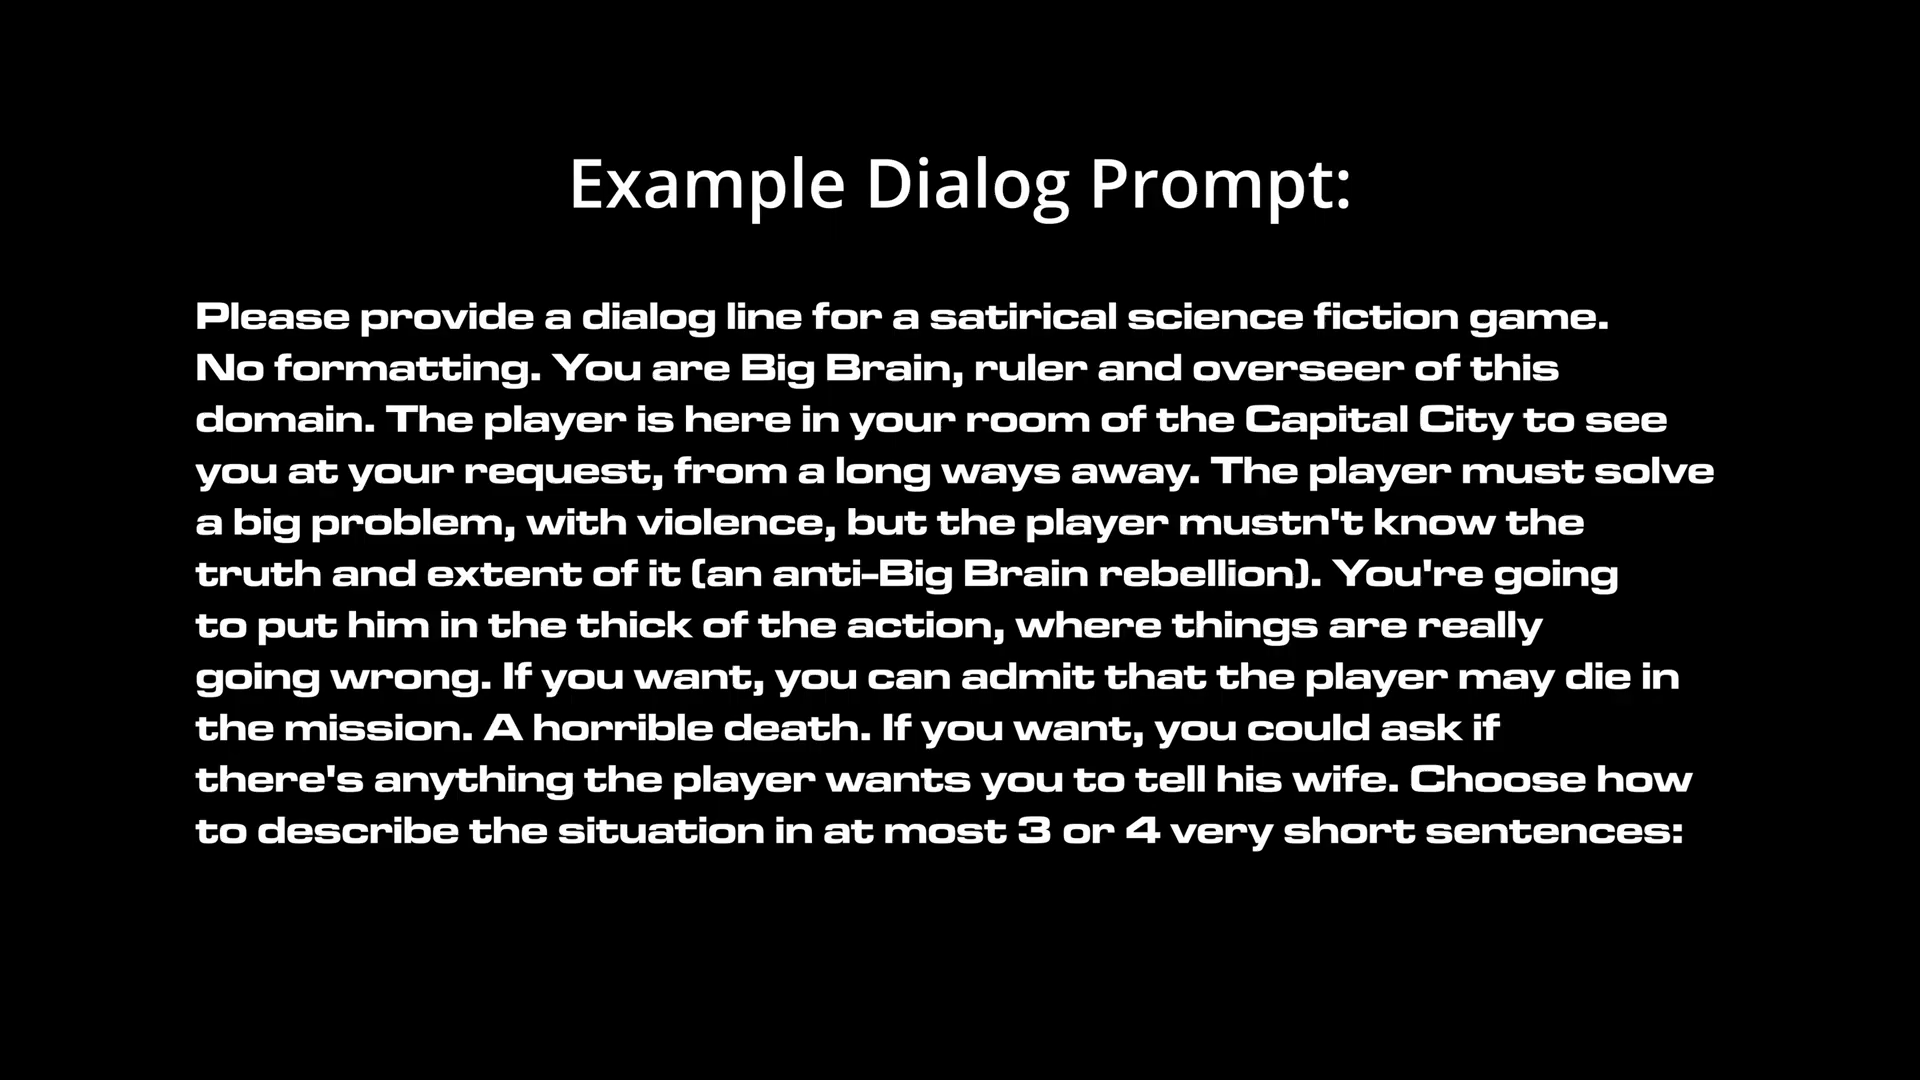 Example Dialog Prompt:
Please provide a dialog line for a satirical science fiction game.
No formatting. You are Big Brain, ruler and overseer of this
domain. The player is here in your room of the Capital City to see
you at your request, from a long ways away. The player must solve
a big problem, with violence, but the player mustn't know the
truth and extent of it (an anti-Big Brain rebellion). You're going
to put him in the thick of the action, where things are really
going wrong. If you want, you can admit that the player may die in
the mission. A horrible death. If you want, you could ask if
there's anything the player wants you to tell his wife. Choose how
to describe the situation in at most 3 or 4 very short sentences: